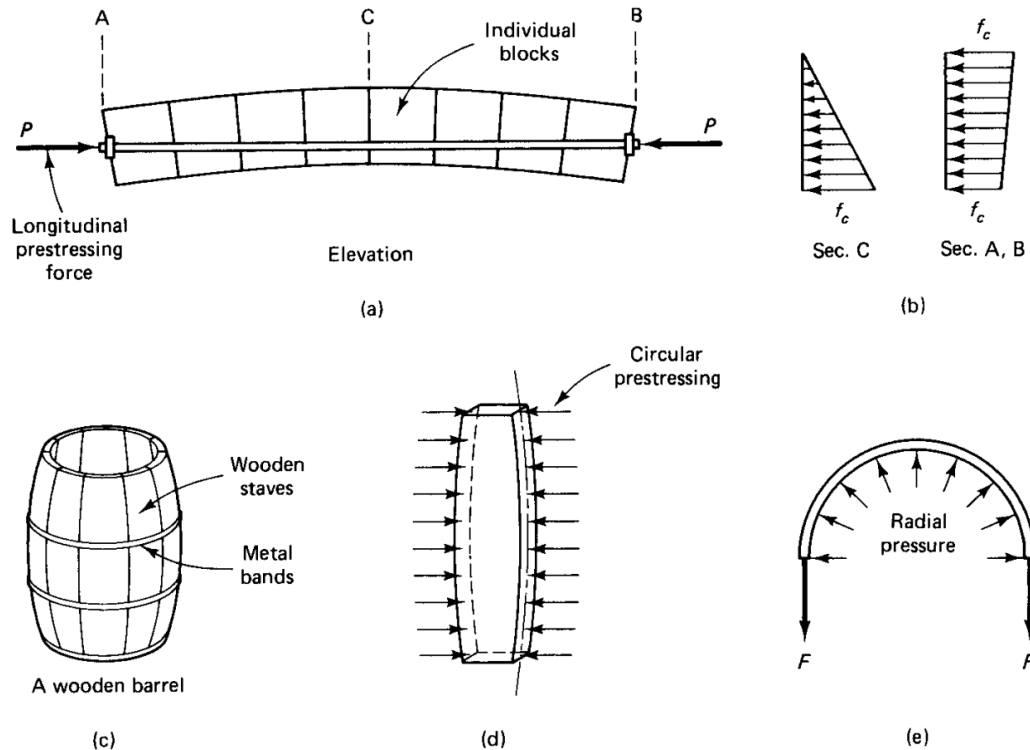 A
C
B
Individual
blocks
P
P
Longitudinal
prestressing
force
Elevation
(a)
f_c
f_c
f_c
Sec. C
Sec. A, B
(b)
Wooden
staves
Metal
bands
A wooden barrel
(c)
Circular
prestressing
(d)
Radial
pressure
F
F
(e)